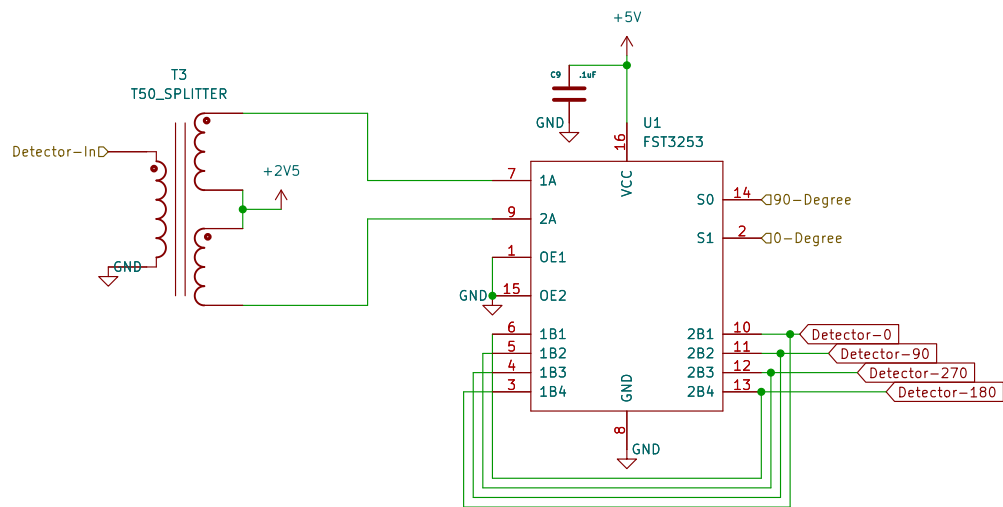 +5V
C9 .1uF
T3
T50_SPLITTER
GND
U1
FST3253
16
VCC
Detector-In
+2V5
7 1A
S0 14 90-Degree
9 2A
S1 2 0-Degree
1 OE1
GND
GND 15 OE2
6 1B1
2B1 10 Detector-0
5 1B2
2B2 11 Detector-90
4 1B3
2B3 12 Detector-270
3 1B4
2B4 13 Detector-180
GND
8
GND